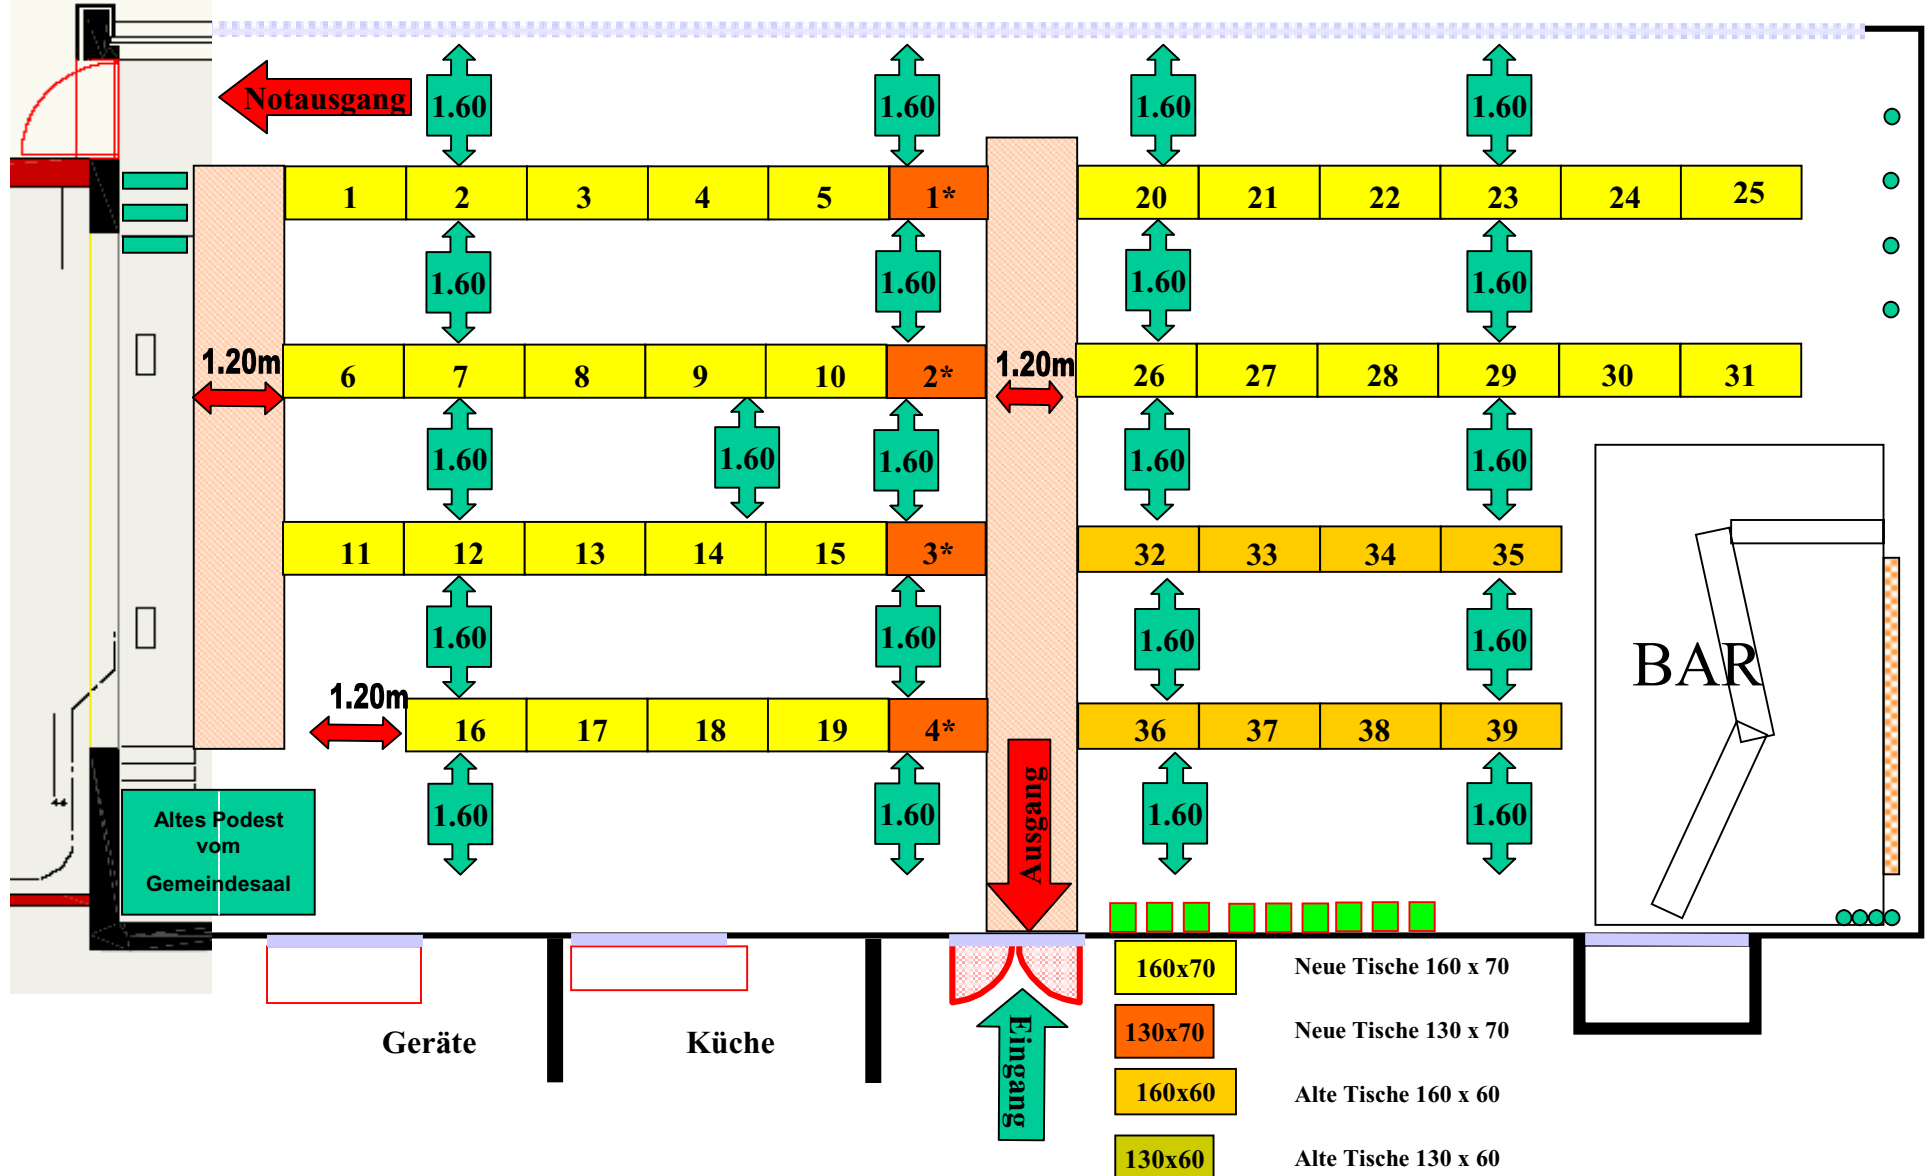 Notausgang
1.60 1.60 1.60 1.60
1 2 3 4 5 1* 20 21 22 23 24 25
1.60 1.60 1.60 1.60
1.20m 1.20m
6 7 8 9 10 2* 26 27 28 29 30 31
1.60 1.60 1.60 1.60 1.60
11 12 13 14 15 3* 32 33 34 35
1.60 1.60 1.60 1.60
BAR
1.20m
16 17 18 19 4* 36 37 38 39
1.60 1.60 1.60 1.60
Ausgang
Altes Podest
vom
Gemeindesaal
160x70 Neue Tische 160 x 70
130x70 Neue Tische 130 x 70
160x60 Alte Tische 160 x 60
130x60 Alte Tische 130 x 60
Geräte
Küche
Eingang